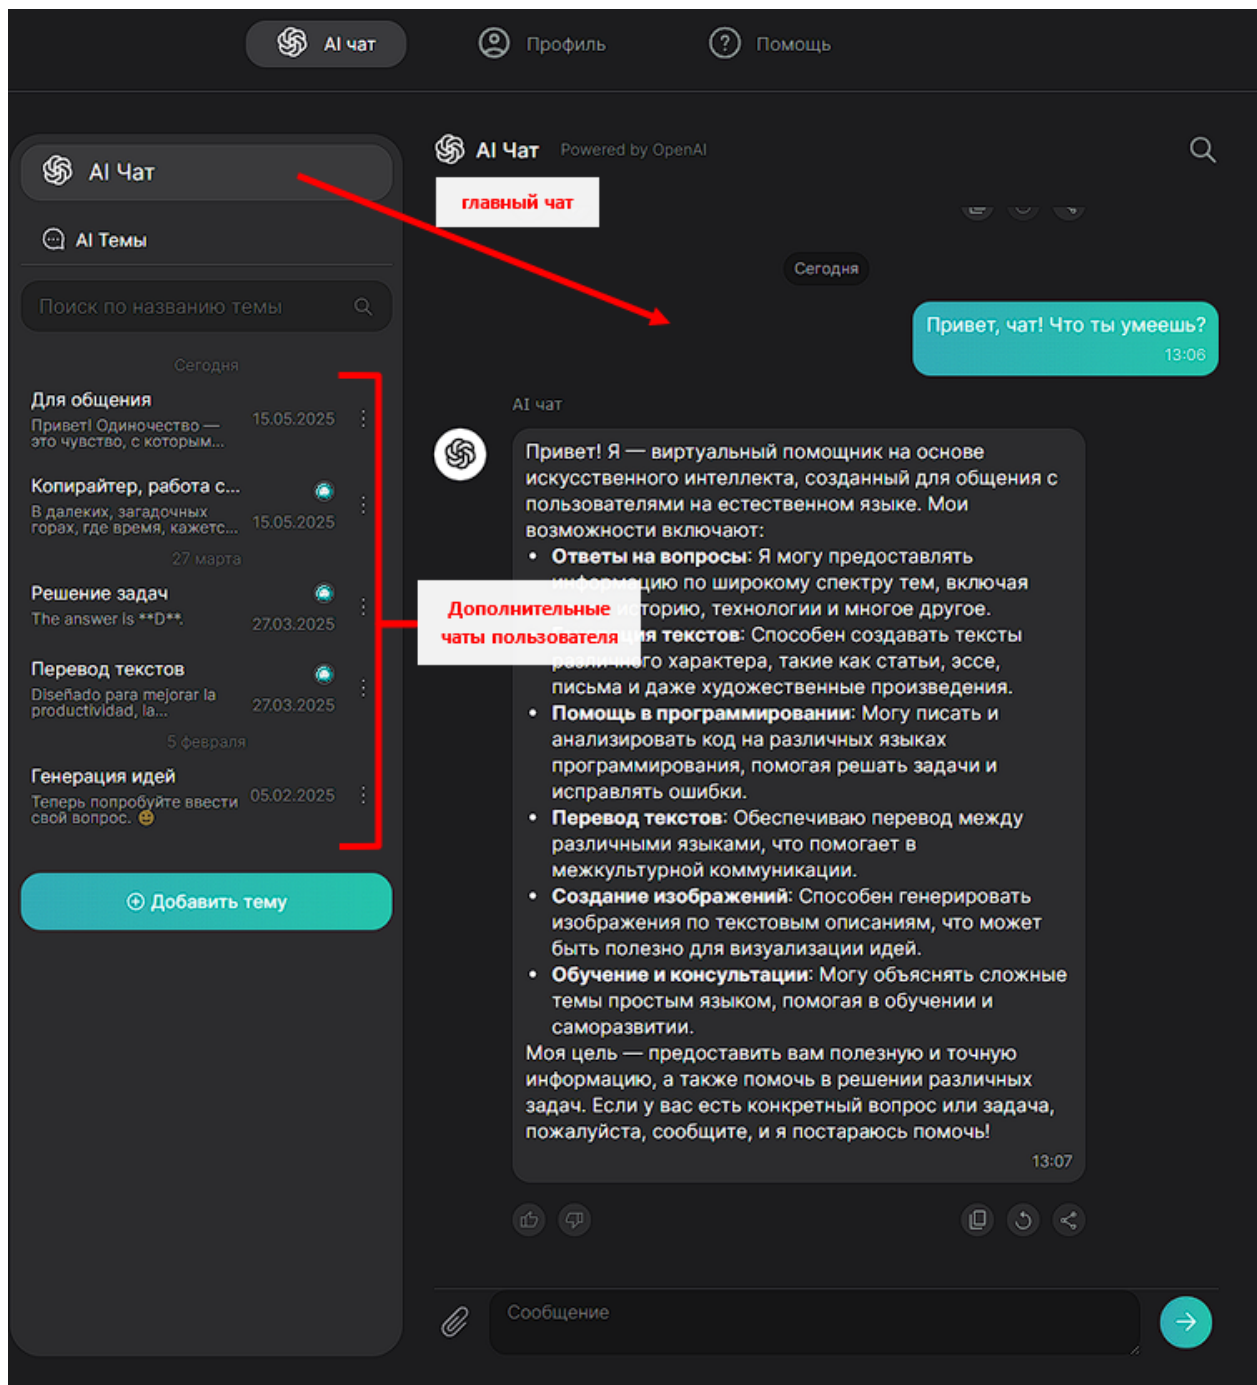 AI чат
Профиль
Помощь
AI Чат
AI Темы
Поиск по названию темы
Сегодня
Для общения
Привет! Одиночество —
это чувство, с которым...
15.05.2025
Копирайтер, работа с...
В далеких, загадочных
горах, где время, кажетс...
15.05.2025
27 марта
Решение задач
The answer is **D**.
27.03.2025
Перевод текстов
Diseñado para mejorar la
productividad, la...
27.03.2025
5 февраля
Генерация идей
Теперь попробуйте ввести
свой вопрос.
05.02.2025
Добавить тему
AI Чат Powered by OpenAI
главный чат
Сегодня
Привет, чат! Что ты умеешь?
13:06
AI чат
Привет! Я — виртуальный помощник на основе
искусственного интеллекта, созданный для общения с
пользователями на естественном языке. Мои
возможности включают:
• Ответы на вопросы: Я могу предоставлять
информацию по широкому спектру тем, включая
историю, технологии и многое другое.
текстов: Способен создавать тексты
различного характера, такие как статьи, эссе,
письма и даже художественные произведения.
• Помощь в программировании: Могу писать и
анализировать код на различных языках
программирования, помогая решать задачи и
исправлять ошибки.
• Перевод текстов: Обеспечиваю перевод между
различными языками, что помогает в
межкультурной коммуникации.
• Создание изображений: Способен генерировать
изображения по текстовым описаниям, что может
быть полезно для визуализации идей.
• Обучение и консультации: Могу объяснять сложные
темы простым языком, помогая в обучении и
саморазвитии.
Моя цель — предоставить вам полезную и точную
информацию, а также помочь в решении различных
задач. Если у вас есть конкретный вопрос или задача,
пожалуйста, сообщите, и я постараюсь помочь!
13:07
Дополнительные
чаты пользователя
Сообщение